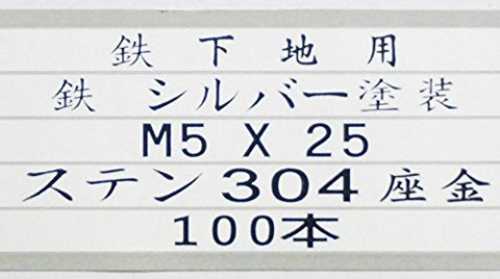 鉄 下 地 用
鉄 シルバー塗装
M5 X 25
ステン304座金
100本